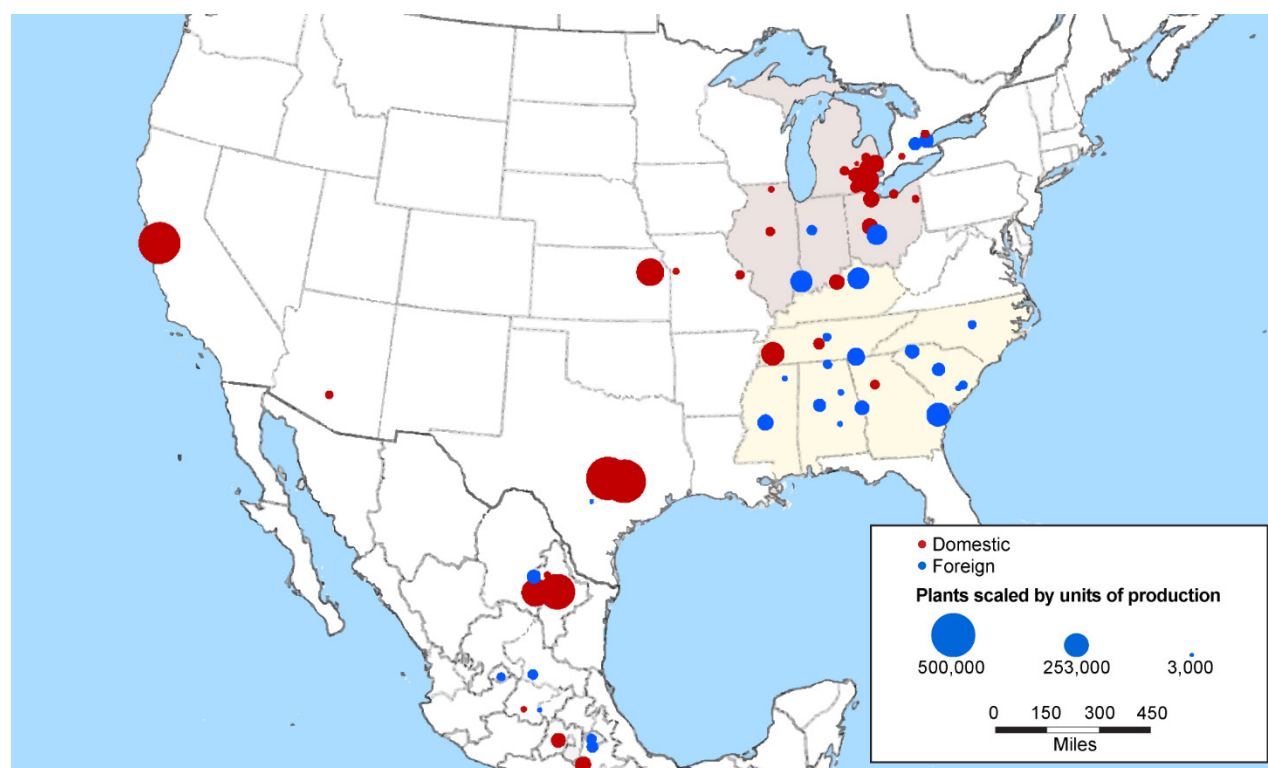 Domestic
Foreign
Plants scaled by units of production
500,000 253,000 3,000
0 150 300 450
Miles